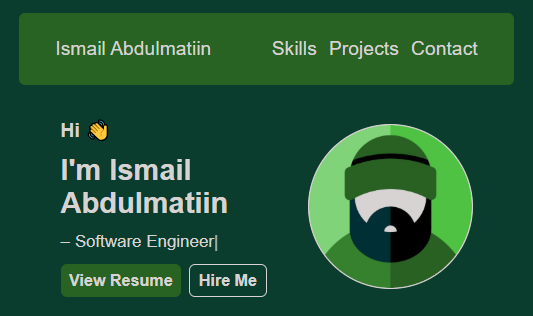 Ismail Abdulmatiin Skills Projects Contact
Hi 👋
I'm Ismail
Abdulmatiin
– Software Engineer|
View Resume Hire Me